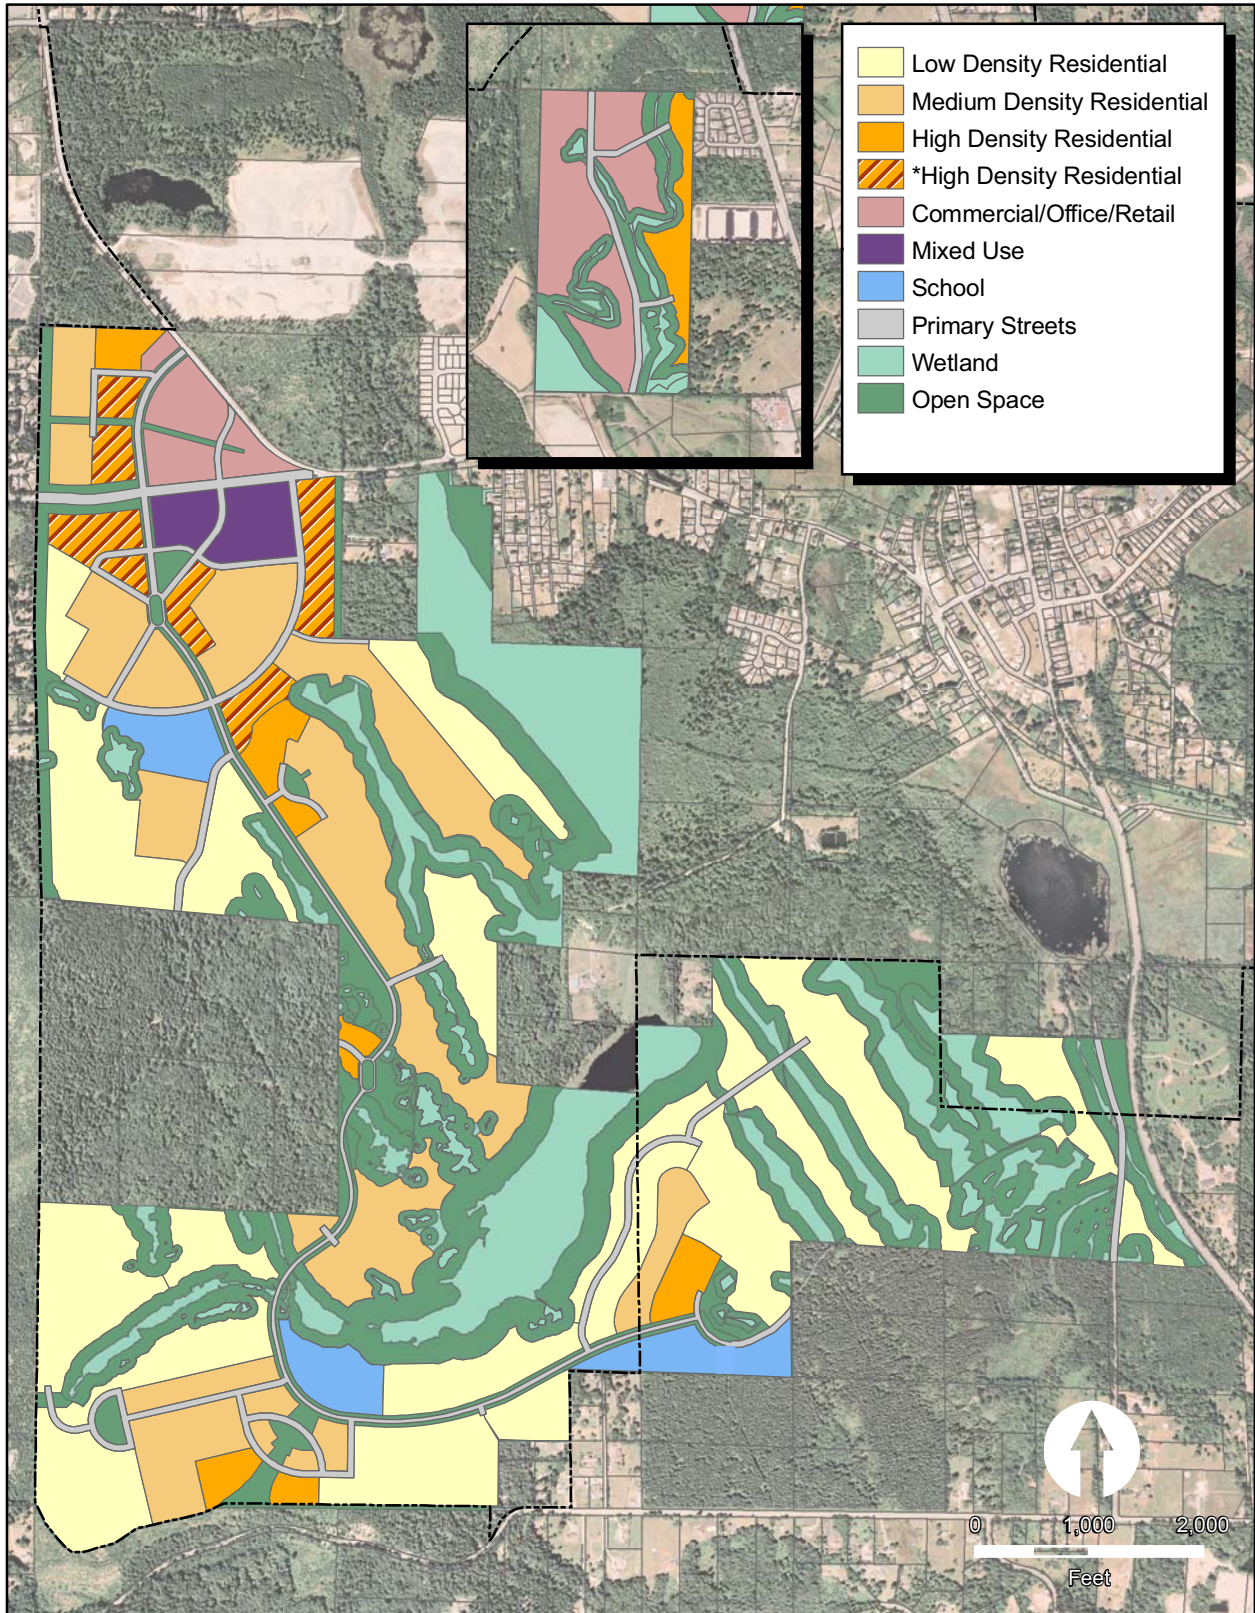 Low Density Residential
Medium Density Residential
High Density Residential
*High Density Residential
Commercial/Office/Retail
Mixed Use
School
Primary Streets
Wetland
Open Space
0 1,000 2,000
Feet